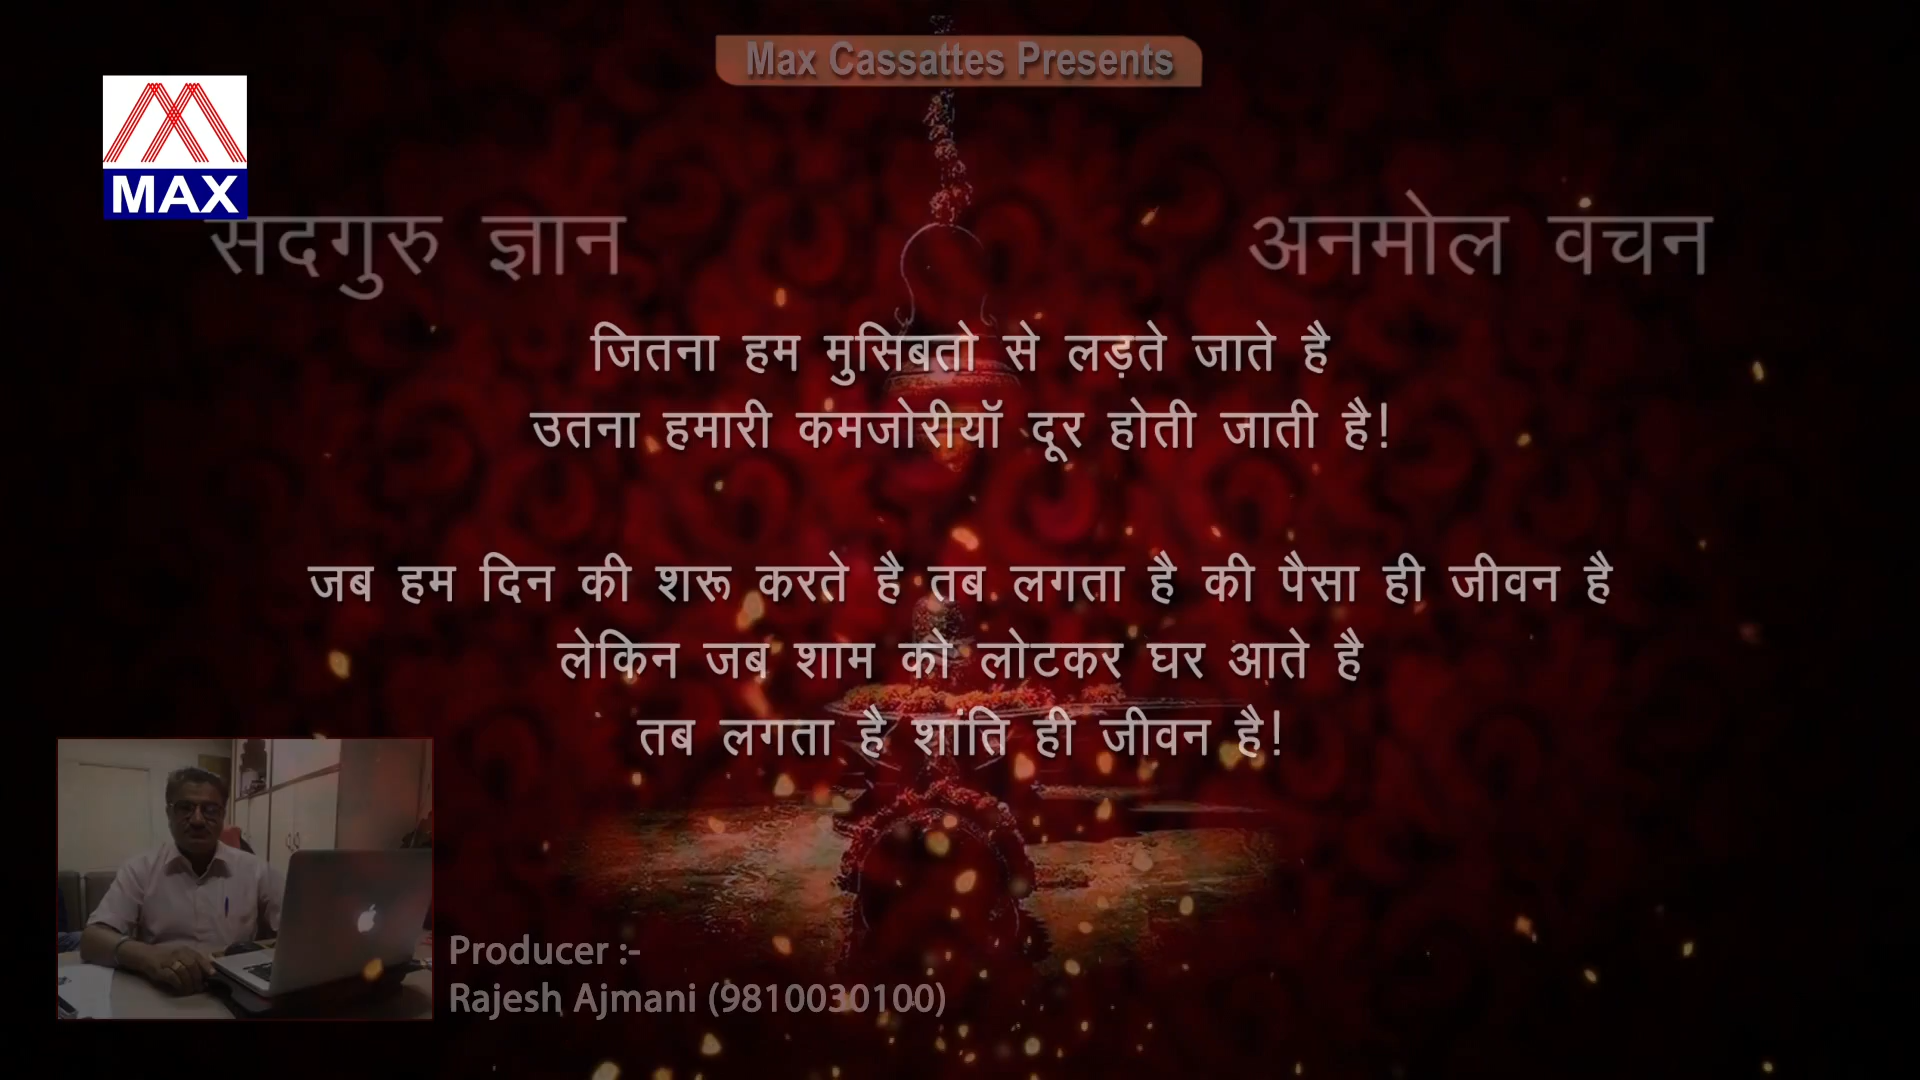 Max Cassattes Presents
MAX
सदगुरु ज्ञान
अनमोल वचन
जितना हम मुसिबतो से लड़ते जाते है
उतना हमारी कमजोरीयॉ दूर होती जाती है!
जब हम दिन की शरू करते है तब लगता है की पैसा ही जीवन है
लेकिन जब शाम को लोटकर घर आते है
तब लगता है शांति ही जीवन है!
Producer :-
Rajesh Ajmani (9810030100)